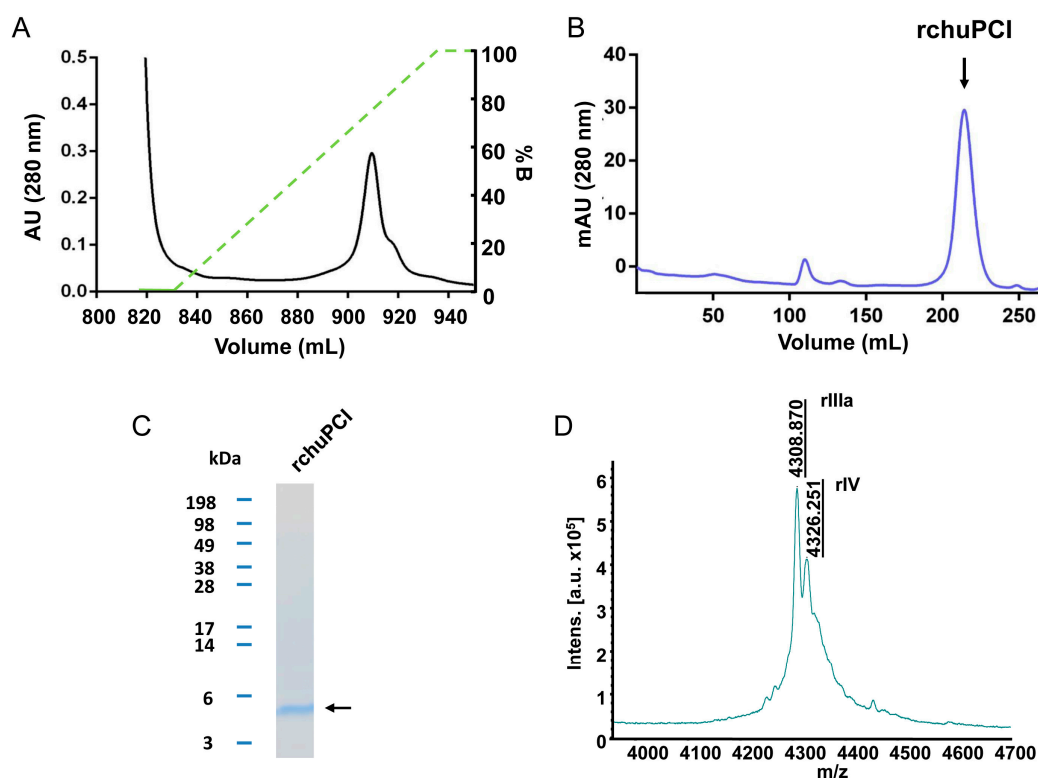 A
0.5
0.4
0.3
0.2
0.1
0.0
AU (280 nm)
100
80
60
40
20
0
% B
800 820 840 860 880 900 920 940
Volume (mL)
B
rchuPCI
40
30
20
10
0
mAU (280 nm)
50 100 150 200 250
Volume (mL)
C
kDa
rchuPCI
198
98
49
38
28
17
14
6
3
D
4308.870
rIIIa
4326.251
rIV
6
5
4
3
2
1
0
Intens. [a.u. x10⁵]
4000 4100 4200 4300 4400 4500 4600 4700
m/z